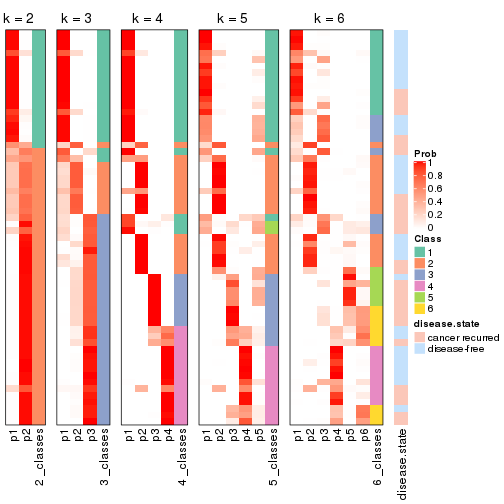 k = 2 k = 3 k = 4 k = 5 k = 6
Prob
1
0.8
0.6
0.4
0.2
0
Class
1
2
3
4
5
6
disease.state
cancer recurred
disease-free
p1 p2 2_classes p1 p2 p3 3_classes p1 p2 p3 p4 4_classes p1 p2 p3 p4 p5 5_classes p1 p2 p3 p4 p5 p6 6_classes disease.state